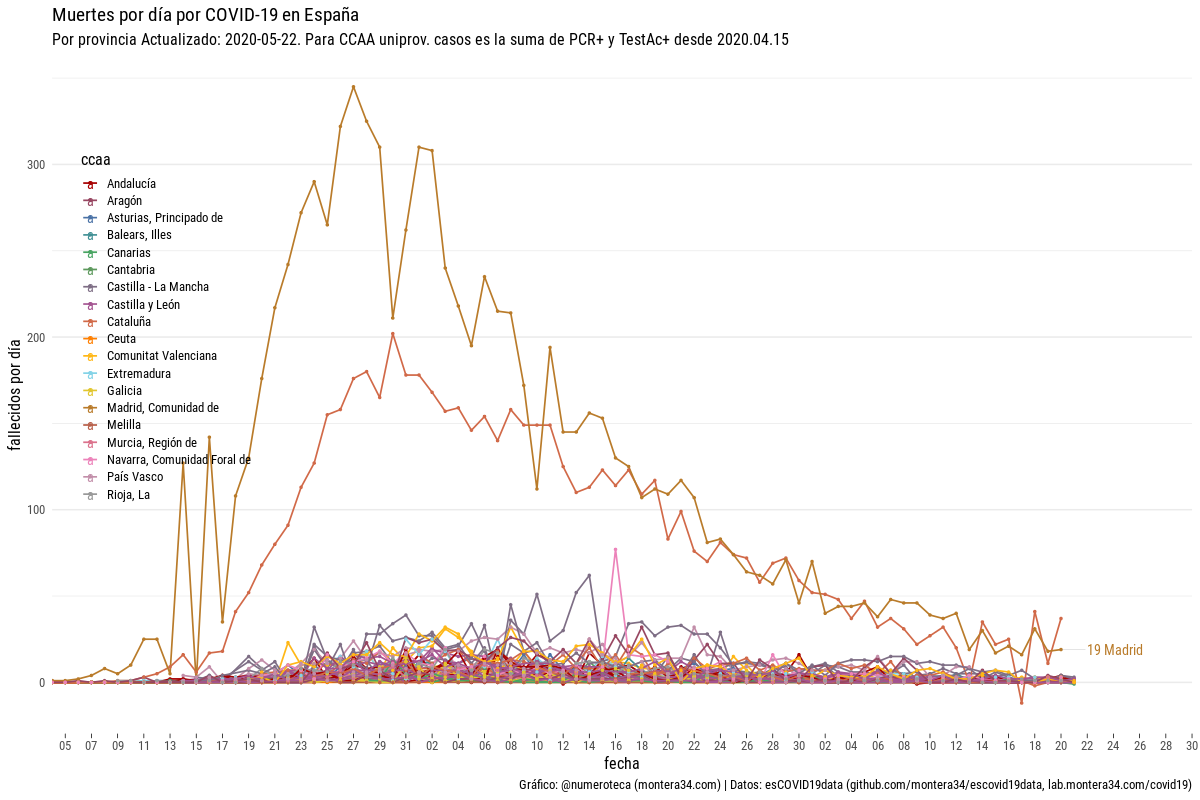 Muertes por día por COVID-19 en España
Por provincia Actualizado: 2020-05-22. Para CCAA uniprov. casos es la suma de PCR+ y TestAc+ desde 2020.04.15
300
200
100
0
fallecidos por día
ccaa
Andalucía
Aragón
Asturias, Principado de
Balears, Illes
Canarias
Cantabria
Castilla - La Mancha
Castilla y León
Cataluña
Ceuta
Comunitat Valenciana
Extremadura
Galicia
Madrid, Comunidad de
Melilla
Murcia, Región de
Navarra, Comunidad Foral de
País Vasco
Rioja, La
19 Madrid
05 07 09 11 13 15 17 19 21 23 25 27 29 31 02 04 06 08 10 12 14 16 18 20 22 24 26 28 30 02 04 06 08 10 12 14 16 18 20 22 24 26 28 30
fecha
Gráfico: @numeroteca (montera34.com) | Datos: esCOVID19data (github.com/montera34/escovid19data, lab.montera34.com/covid19)